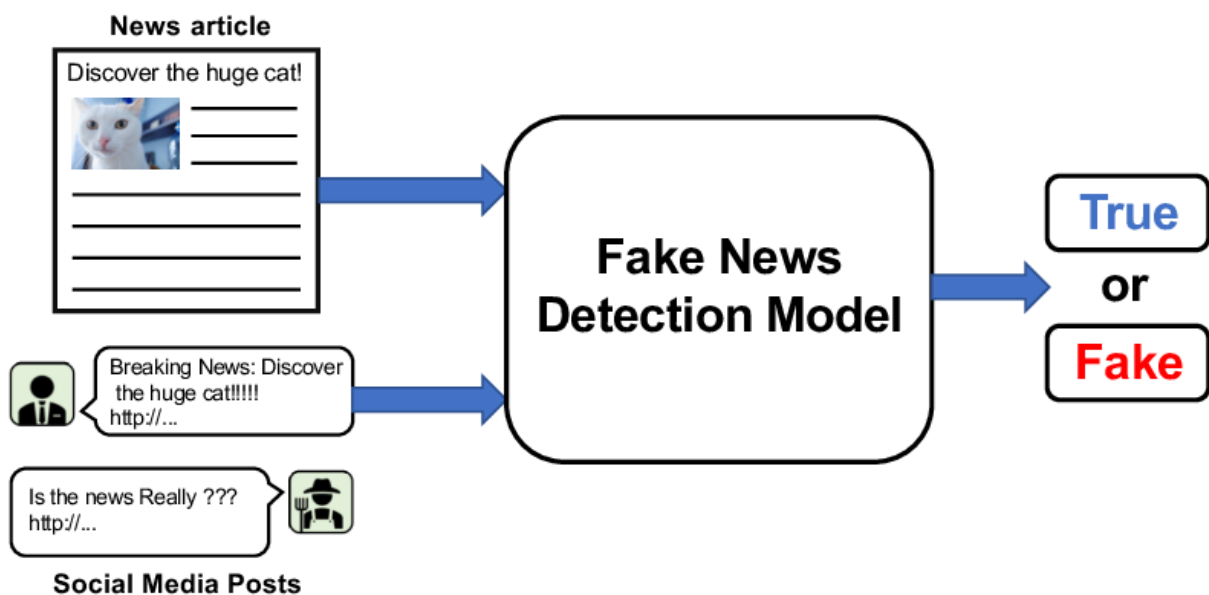 News article
Discover the huge cat!
Breaking News: Discover
the huge cat!!!!!
http://...
Is the news Really ???
http://...
Social Media Posts
Fake News
Detection Model
True
or
Fake